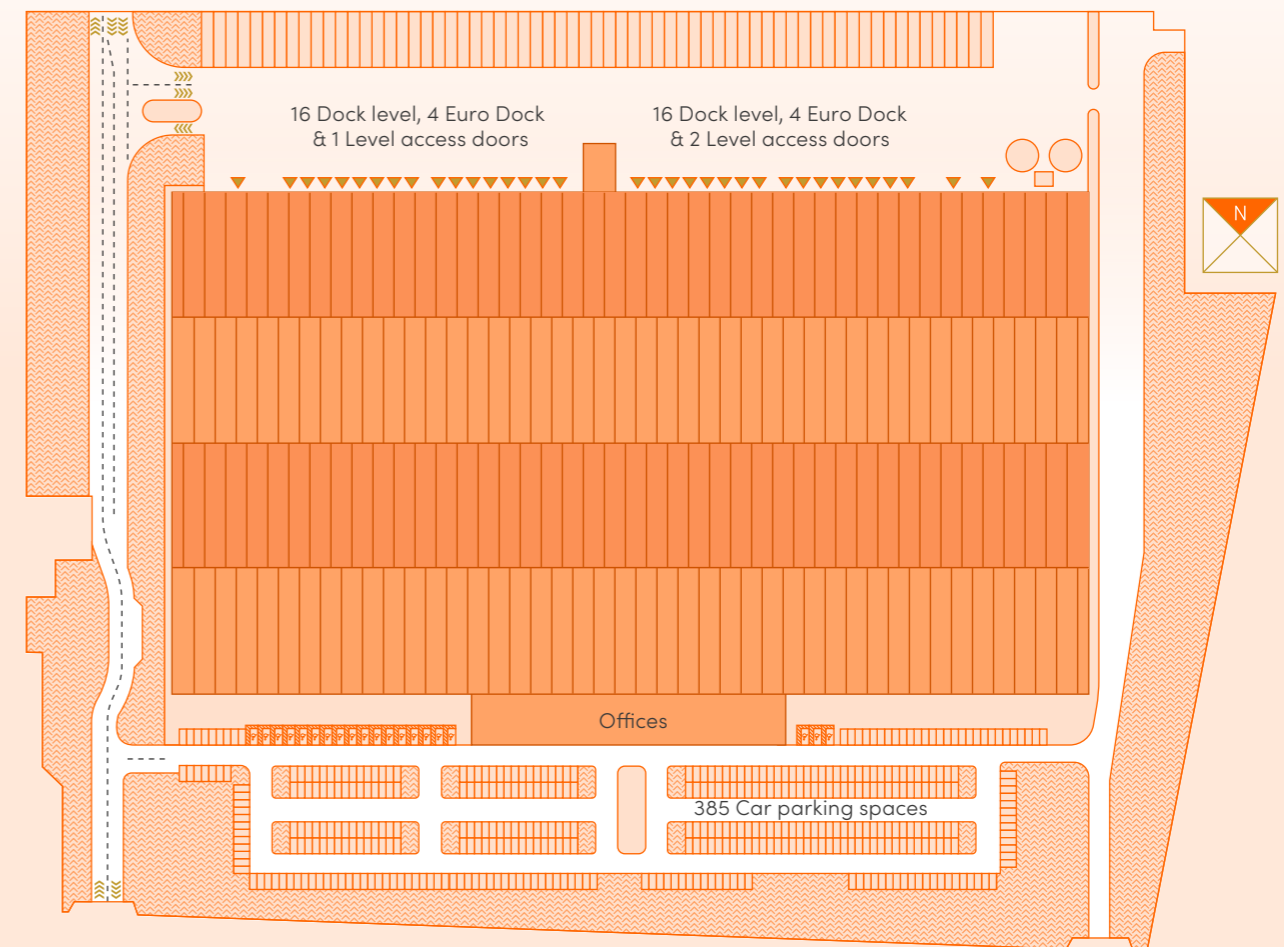 16 Dock level, 4 Euro Dock
& 1 Level access doors
16 Dock level, 4 Euro Dock
& 2 Level access doors
N
Offices
385 Car parking spaces